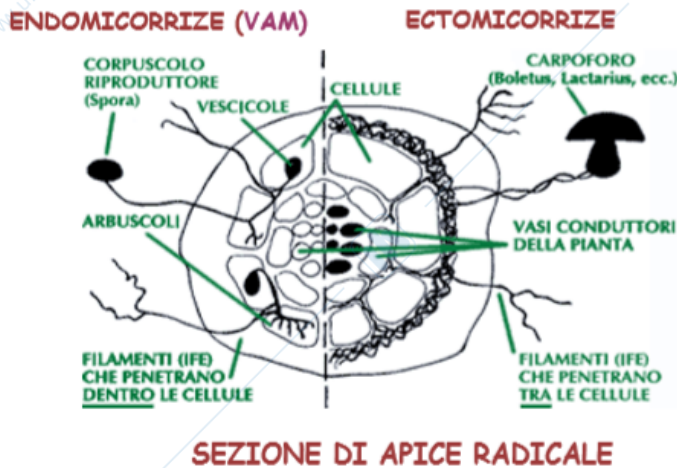 ENDOMICORRIZE (VAM)
ECTOMICORRIZE
CORPUSCOLO
RIPRODUTTORE
(Spora)
VESCICOLE
CELLULE
CARPOFORO
(Boletus, Lactarius, ecc.)
ARBUSCOLI
VASI CONDUTTORI
DELLA PIANTA
FILAMENTI (IFE)
CHE PENETRANO
DENTRO LE CELLULE
FILAMENTI (IFE)
CHE PENETRANO
TRA LE CELLULE
SEZIONE DI APICE RADICALE